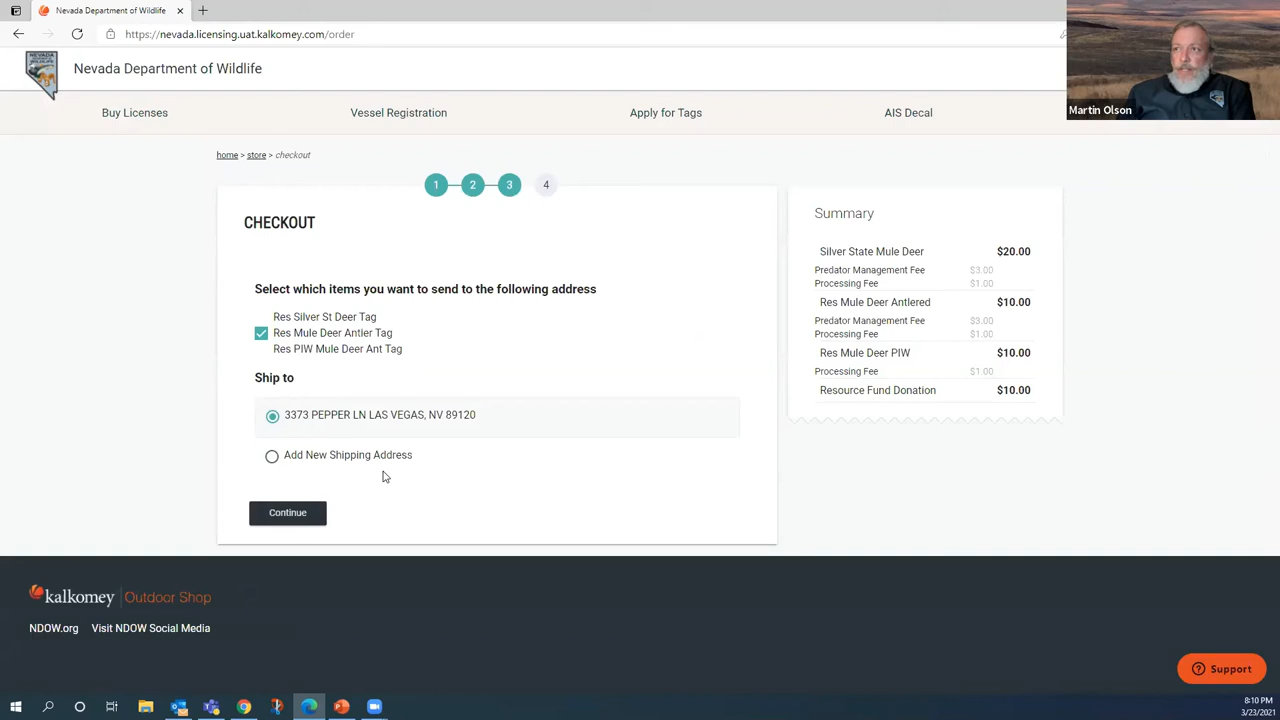 Nevada Department of Wildlife
https://nevada.licensing.uat.kalkomey.com/order
NEVADA
WILDLIFE
Nevada Department of Wildlife
Martin Olson
Buy Licenses
Vessel Registration
Apply for Tags
AIS Decal
home > store > checkout
1
2
3
4
CHECKOUT
Select which items you want to send to the following address
Res Silver St Deer Tag
Res Mule Deer Antler Tag
Res PIW Mule Deer Ant Tag
Ship to
3373 PEPPER LN LAS VEGAS, NV 89120
Add New Shipping Address
Continue
Summary
Silver State Mule Deer $20.00
Predator Management Fee $3.00
Processing Fee $1.00
Res Mule Deer Antlered $10.00
Predator Management Fee $3.00
Processing Fee $1.00
Res Mule Deer PIW $10.00
Processing Fee $1.00
Resource Fund Donation $10.00
kalkomey | Outdoor Shop
NDOW.org Visit NDOW Social Media
Support
8:10 PM
3/23/2021